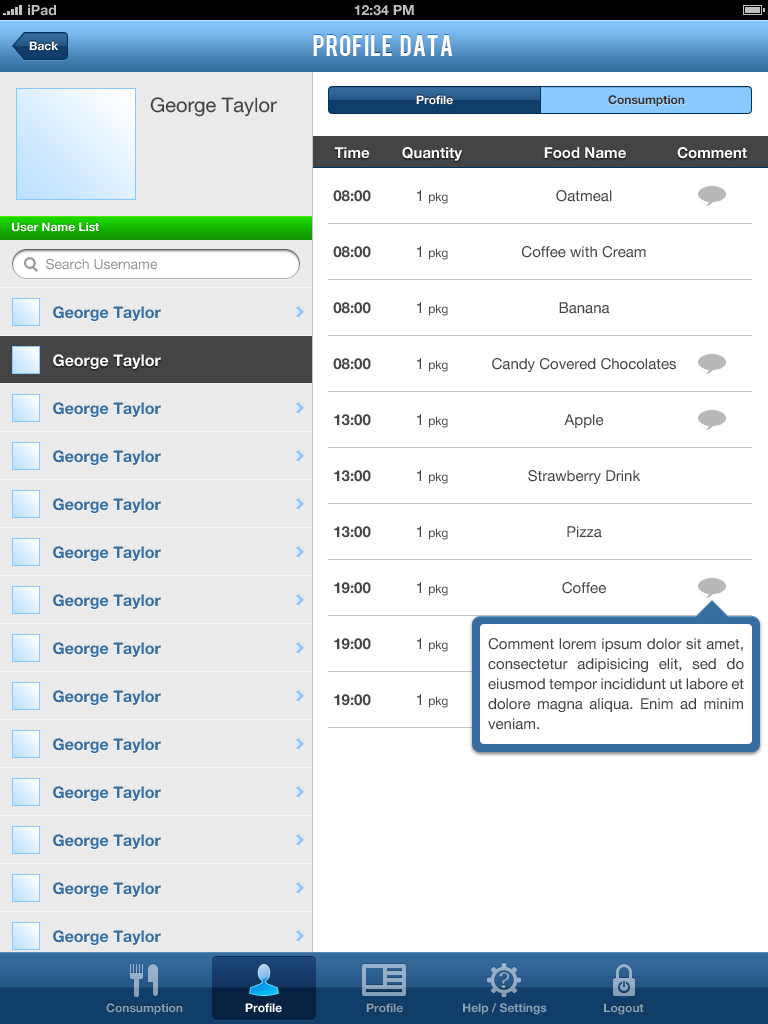 iPad 12:34 PM
Back PROFILE DATA
George Taylor
User Name List
Search Username
George Taylor
George Taylor
George Taylor
George Taylor
George Taylor
George Taylor
George Taylor
George Taylor
George Taylor
George Taylor
George Taylor
George Taylor
George Taylor
George Taylor
Profile Consumption
Time Quantity Food Name Comment
08:00 1 pkg Oatmeal
08:00 1 pkg Coffee with Cream
08:00 1 pkg Banana
08:00 1 pkg Candy Covered Chocolates
13:00 1 pkg Apple
13:00 1 pkg Strawberry Drink
13:00 1 pkg Pizza
19:00 1 pkg Coffee
19:00 1 pkg
19:00 1 pkg
Comment lorem ipsum dolor sit amet,
consectetur adipisicing elit, sed do
eiusmod tempor incididunt ut labore et
dolore magna aliqua. Enim ad minim
veniam.
Consumption Profile Profile Help / Settings Logout